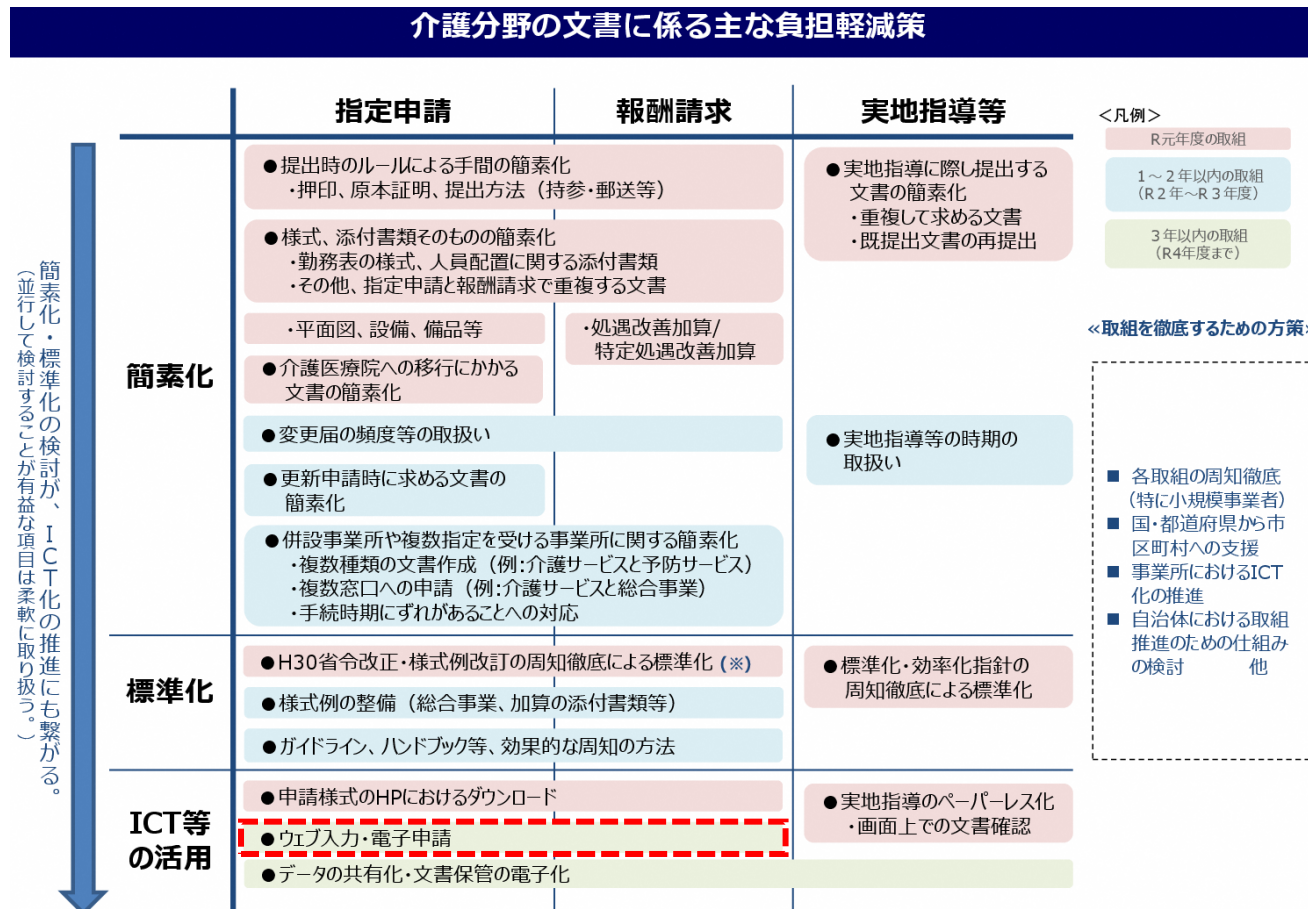 介護分野の文書に係る主な負担軽減策
指定申請
報酬請求
実地指導等
簡素化
●提出時のルールによる手間の簡素化
・押印、原本証明、提出方法（持参・郵送等）
●様式、添付書類そのものの簡素化
・勤務表の様式、人員配置に関する添付書類
・その他、指定申請と報酬請求で重複する文書
・平面図、設備、備品等
・処遇改善加算/
特定処遇改善加算
●介護医療院への移行にかかる
文書の簡素化
●変更届の頻度等の取扱い
●更新申請時に求める文書の
簡素化
●併設事業所や複数指定を受ける事業所に関する簡素化
・複数種類の文書作成（例：介護サービスと予防サービス）
・複数窓口への申請（例：介護サービスと総合事業）
・手続時期にずれがあることへの対応
●実地指導に際し提出する
文書の簡素化
・重複して求める文書
・既提出文書の再提出
●実地指導等の時期の
取扱い
標準化
●H30省令改正・様式例改訂の周知徹底による標準化（※）
●様式例の整備（総合事業、加算の添付書類等）
●ガイドライン、ハンドブック等、効果的な周知の方法
●標準化・効率化指針の
周知徹底による標準化
ICT等
の活用
●申請様式のHPにおけるダウンロード
●ウェブ入力・電子申請
●データの共有化・文書保管の電子化
●実地指導のペーパーレス化
・画面上での文書確認
簡素化・標準化の検討が、ICT化の推進にも繋がる。
（並行して検討することが有益な項目は柔軟に取り扱う。）
＜凡例＞
R元年度の取組
1～2年以内の取組
（R2年～R3年度）
3年以内の取組
（R4年度まで）
≪取組を徹底するための方策≫
■ 各取組の周知徹底
（特に小規模事業者）
■ 国・都道府県から市
区町村への支援
■ 事業所におけるICT
化の推進
■ 自治体における取組
推進のための仕組み
の検討　　他